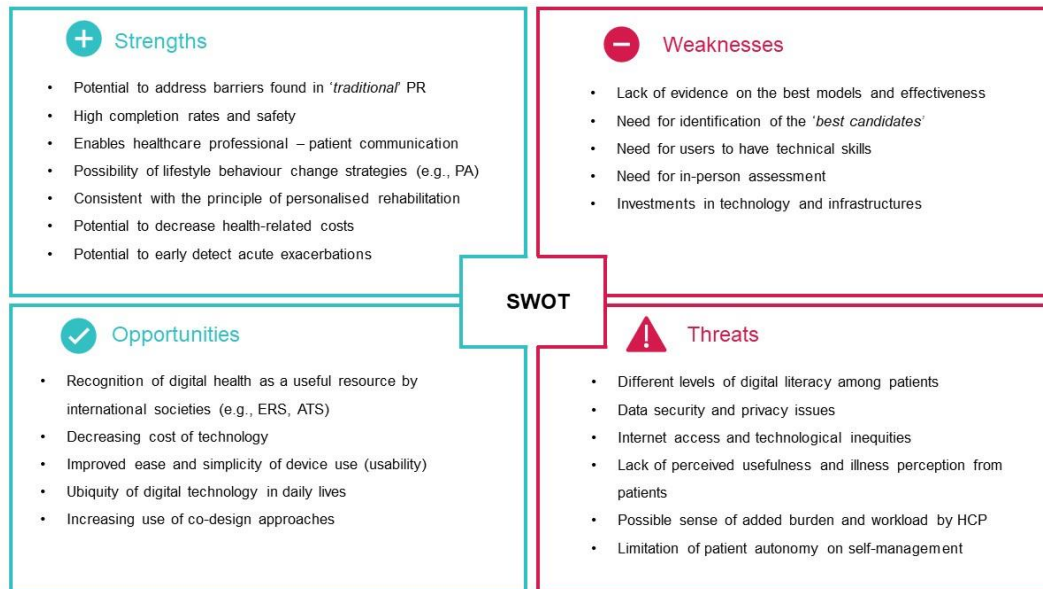 Strengths
• Potential to address barriers found in ‘traditional’ PR
• High completion rates and safety
• Enables healthcare professional – patient communication
• Possibility of lifestyle behaviour change strategies (e.g., PA)
• Consistent with the principle of personalised rehabilitation
• Potential to decrease health-related costs
• Potential to early detect acute exacerbations
Weaknesses
• Lack of evidence on the best models and effectiveness
• Need for identification of the ‘best candidates’
• Need for users to have technical skills
• Need for in-person assessment
• Investments in technology and infrastructures
SWOT
Opportunities
• Recognition of digital health as a useful resource by
international societies (e.g., ERS, ATS)
• Decreasing cost of technology
• Improved ease and simplicity of device use (usability)
• Ubiquity of digital technology in daily lives
• Increasing use of co-design approaches
Threats
• Different levels of digital literacy among patients
• Data security and privacy issues
• Internet access and technological inequities
• Lack of perceived usefulness and illness perception from
patients
• Possible sense of added burden and workload by HCP
• Limitation of patient autonomy on self-management